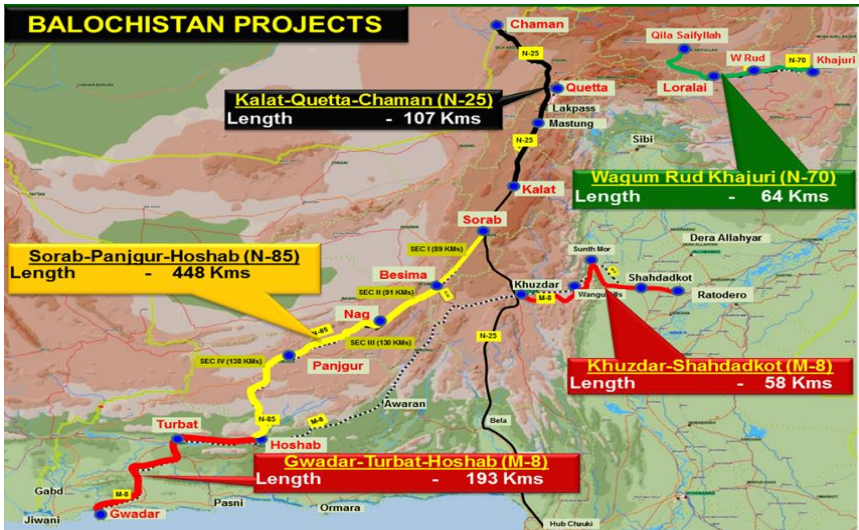 BALOCHISTAN PROJECTS
Chaman
N-25
Qila Saifyllah
W Rud
N-70
Khajuri
Loralai
Quetta
Kalat-Quetta-Chaman (N-25)
Length - 107 Kms
Lakpass
Mastung
N-25
Sibi
Wagum Rud Khajuri (N-70)
Length - 64 Kms
Kalat
Sorab
Dera Allahyar
SEC I (89 KMs)
Sunth Mor
Sorab-Panjgur-Hoshab (N-85)
Length - 448 Kms
Besima
SEC II (91 KMs)
Khuzdar
M-8
Shahdadkot
Ratodero
Nag
N-85
SEC III (130 KMs)
N-25
SEC IV (138 KMs)
Panjgur
Khuzdar-Shahdadkot (M-8)
Length - 58 Kms
Awaran
M-8
N-85
Turbat
Hoshab
Bela
Gwadar-Turbat-Hoshab (M-8)
Length - 193 Kms
Gabd
M-8
Pasni
Ormara
Jiwani
Gwadar
HYDERABAD
Hub Chauki